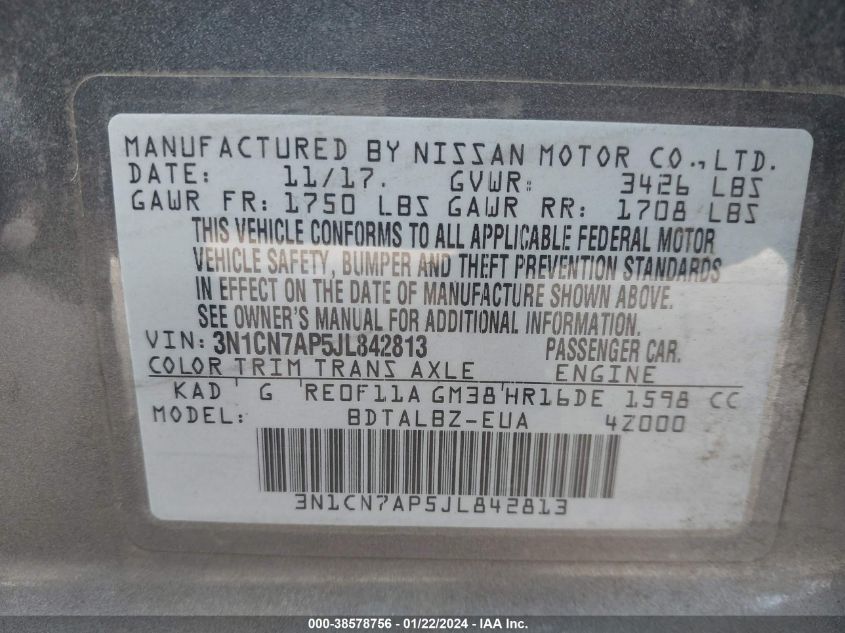 MANUFACTURED BY NISSAN MOTOR CO., LTD.
DATE: 11/17. GVWR: 3426 LBS
GAWR FR: 1750 LBS GAWR RR: 1708 LBS
THIS VEHICLE CONFORMS TO ALL APPLICABLE FEDERAL MOTOR
VEHICLE SAFETY, BUMPER AND THEFT PREVENTION STANDARDS
IN EFFECT ON THE DATE OF MANUFACTURE SHOWN ABOVE.
SEE OWNER'S MANUAL FOR ADDITIONAL INFORMATION.
VIN: 3N1CN7AP5JL842813 PASSENGER CAR.
COLOR TRIM TRANS AXLE ENGINE
KAD G RE0F11A GM38 HR16DE 1598 CC
MODEL: BDTALBZ-EUA 4Z000
3N1CN7AP5JL842813
000-38578756 - 01/22/2024 - IAA Inc.